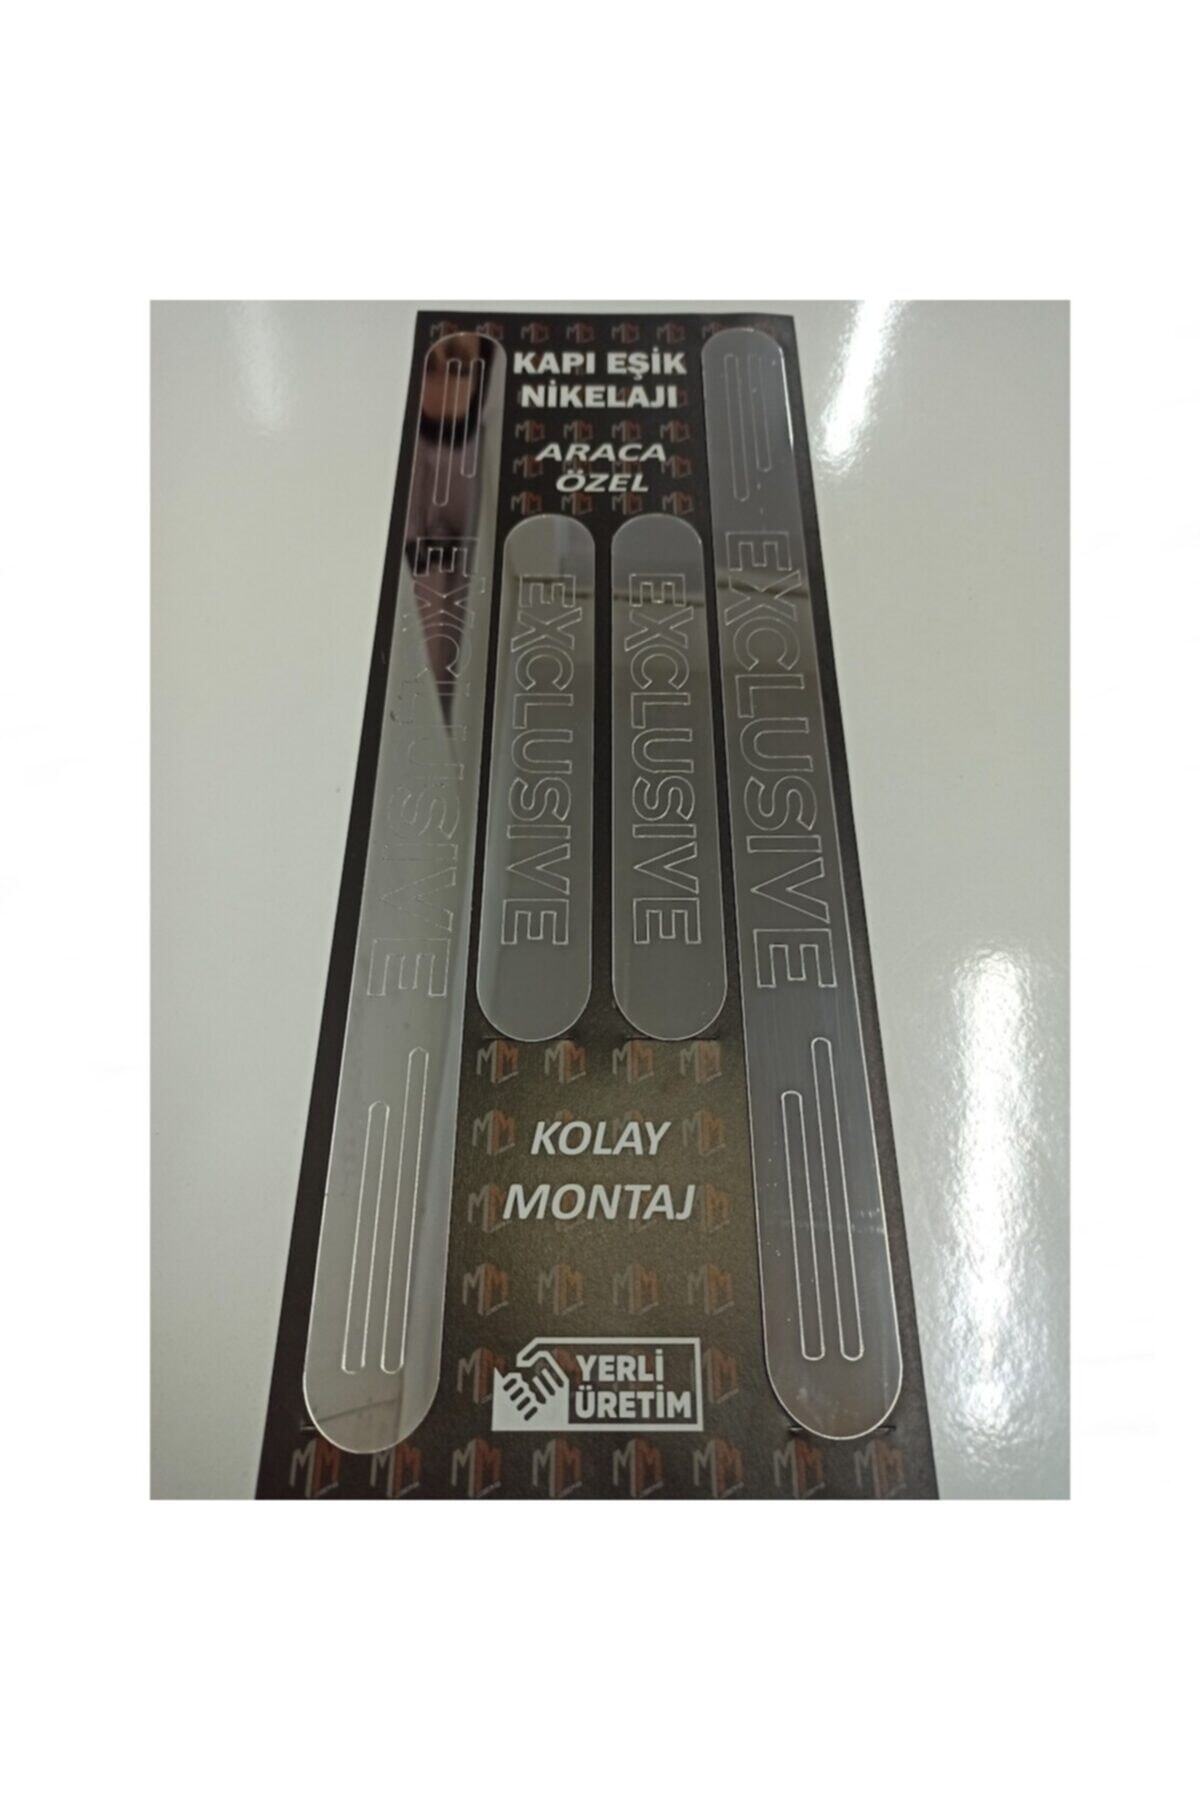 KAPI EŞİK
NİKELAJI
ARACA
ÖZEL
EXCLUSIVE
EXCLUSIVE
EXCLUSIVE
EXCLUSIVE
KOLAY
MONTAJ
YERLİ
ÜRETİM